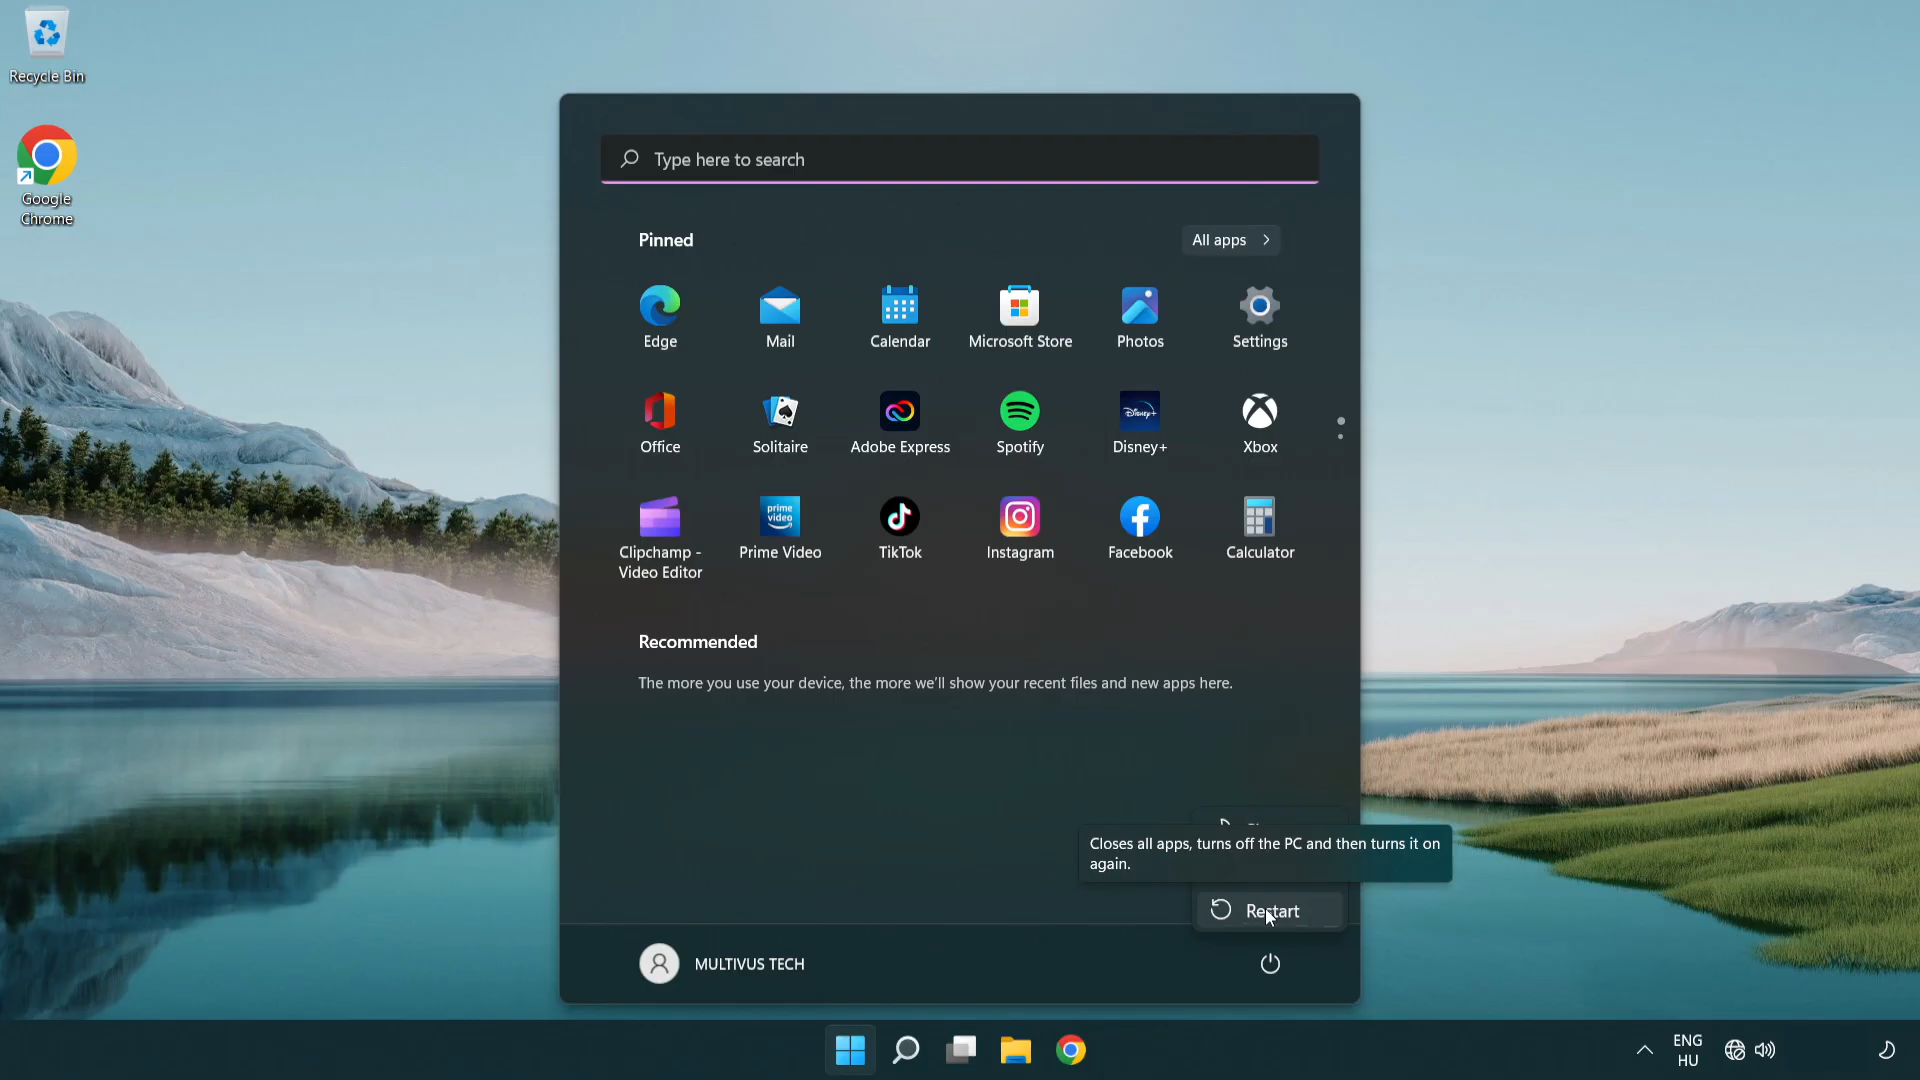 Recycle Bin
Google
Chrome
Type here to search
Pinned
All apps
Edge
Mail
Calendar
Microsoft Store
Photos
Settings
Office
Solitaire
Adobe Express
Spotify
Disney+
Disney+
Xbox
prime
video
Clipchamp -
Video Editor
Prime Video
TikTok
Instagram
Facebook
Calculator
Recommended
The more you use your device, the more we'll show your recent files and new apps here.
Closes all apps, turns off the PC and then turns it on
again.
Restart
MULTIVUS TECH
ENG
HU